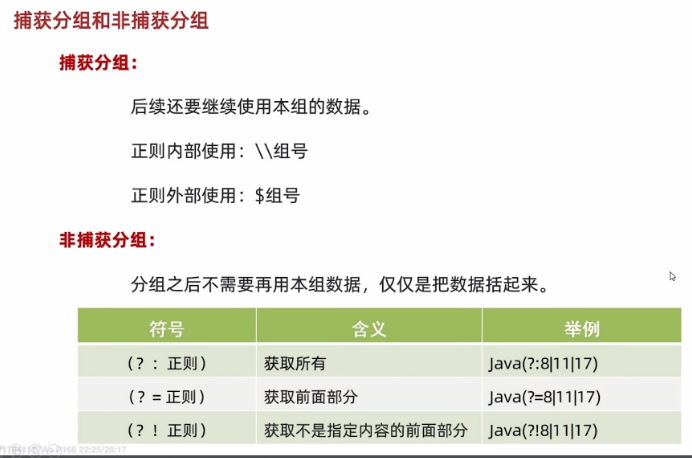 捕获分组和非捕获分组
捕获分组：
后续还要继续使用本组的数据。
正则内部使用：\\组号
正则外部使用：$组号
非捕获分组：
分组之后不需要再用本组数据，仅仅是把数据括起来。
符号 含义 举例
（？：正则） 获取所有 Java(?:8|11|17)
（？=正则） 获取前面部分 Java(?=8|11|17)
（？！正则） 获取不是指定内容的前面部分 Java(?!8|11|17)